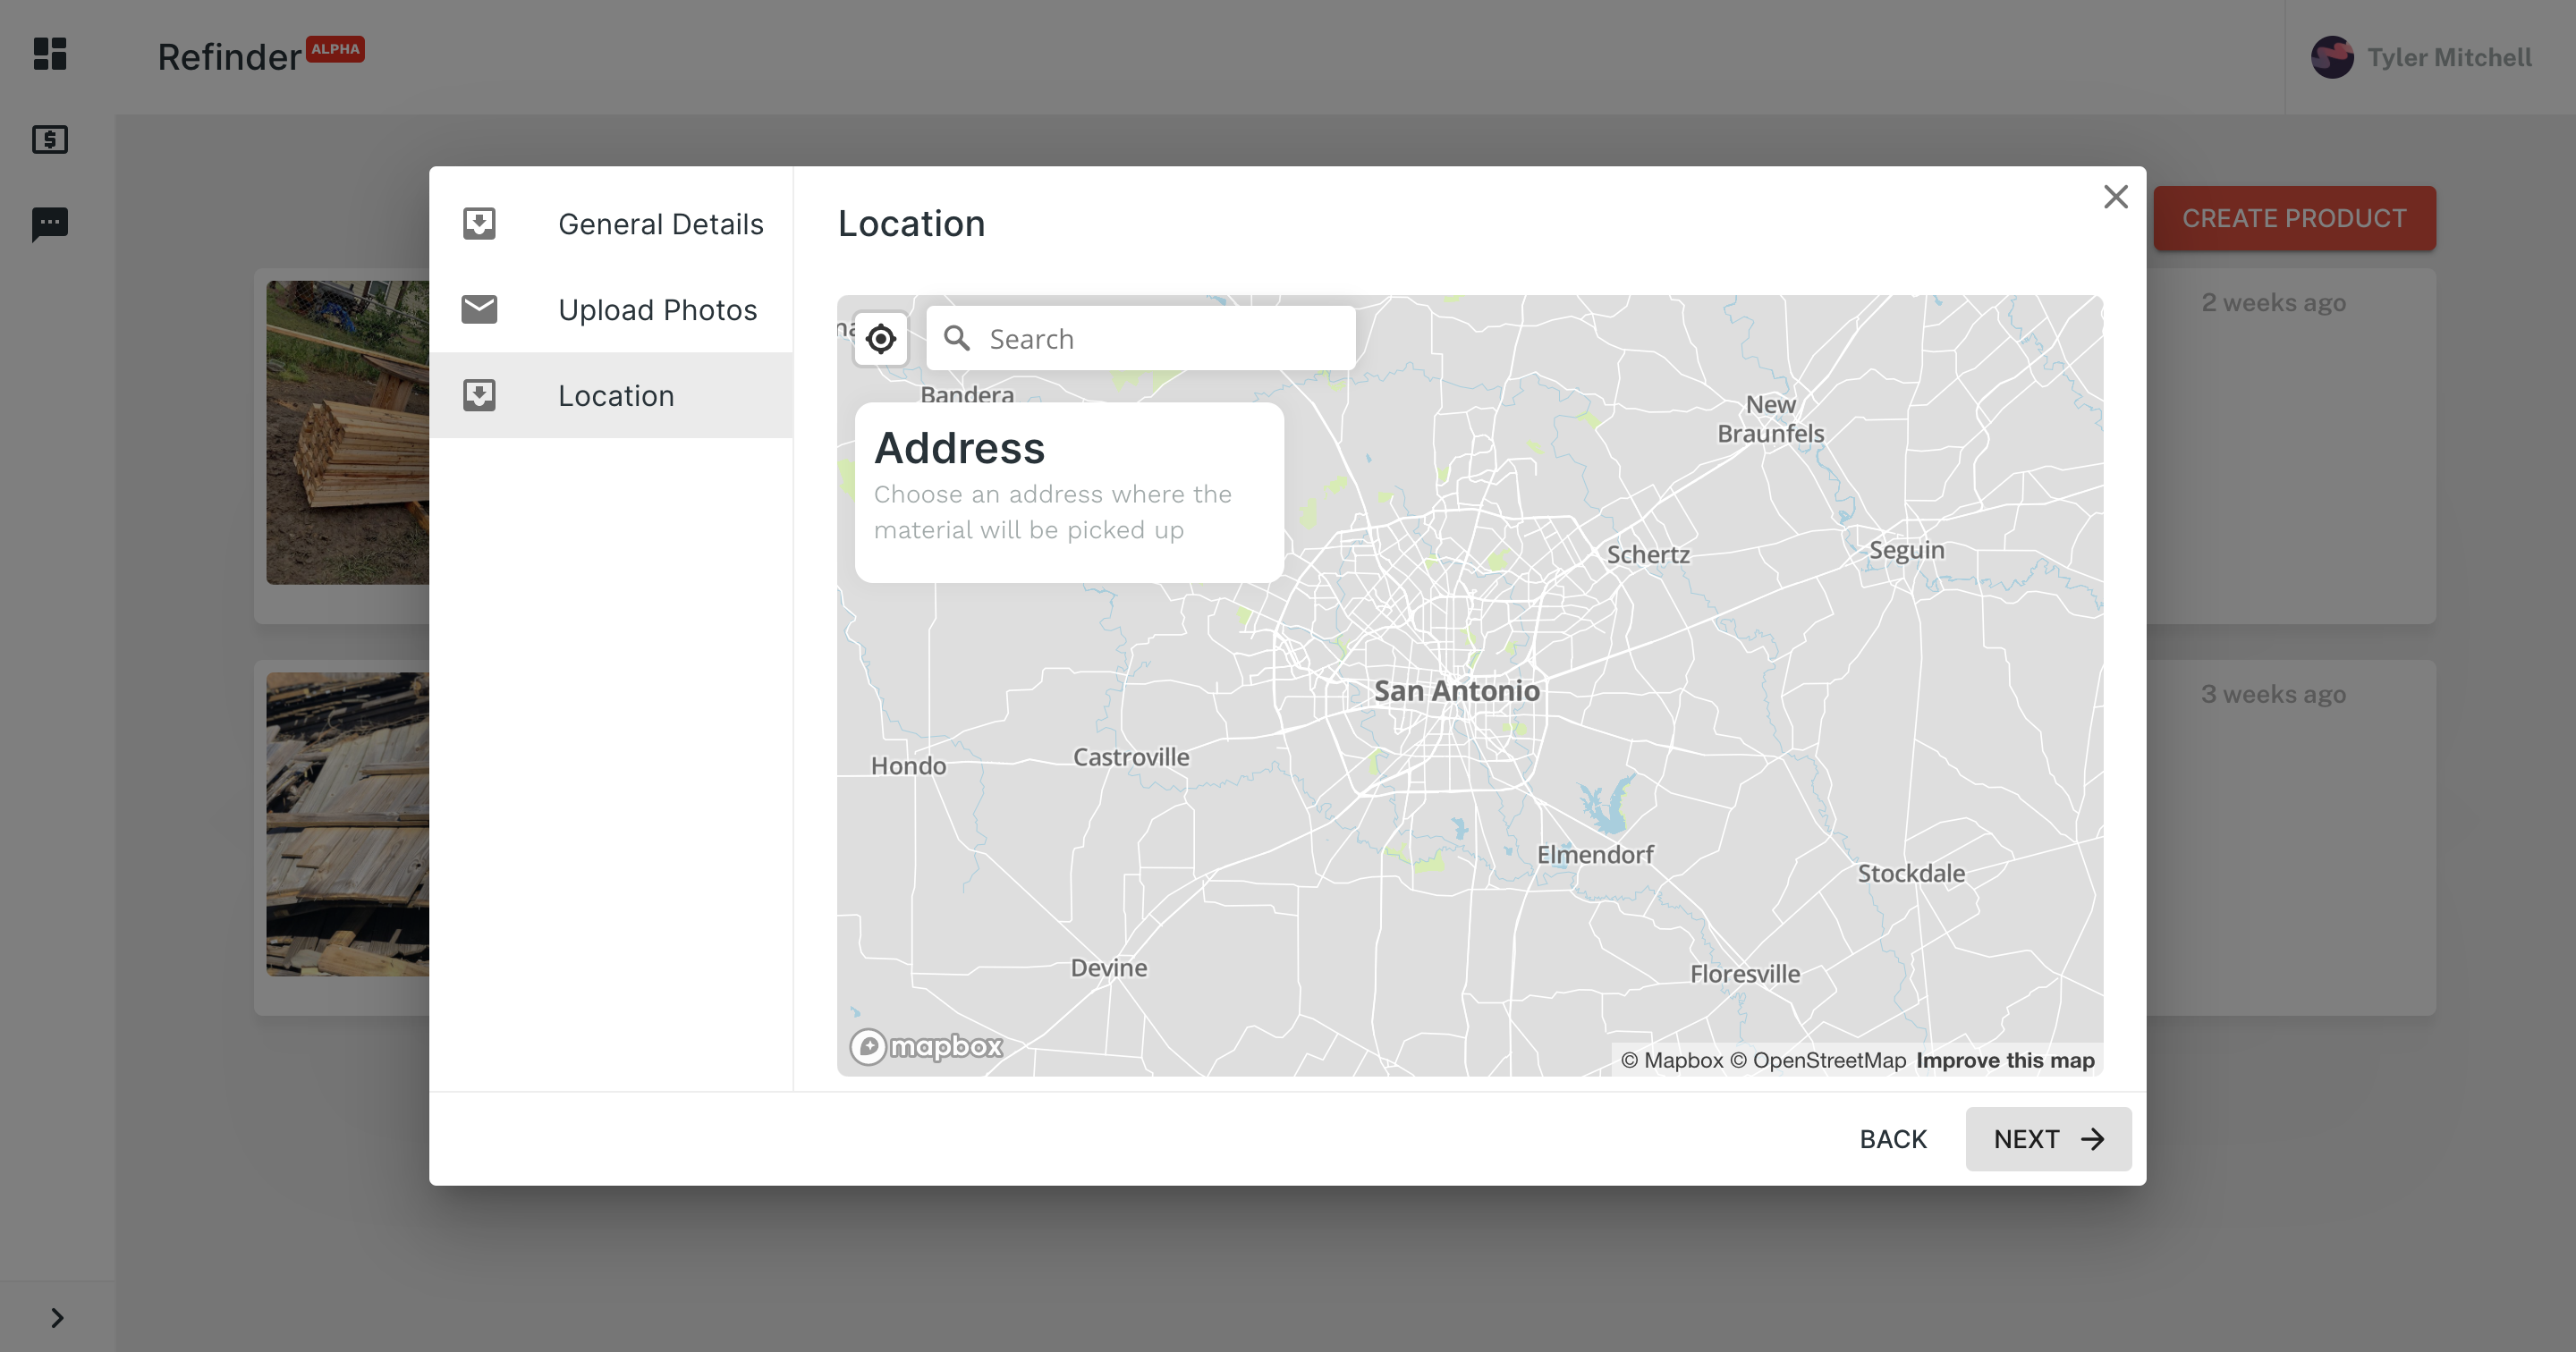 Refinder ALPHA
Tyler Mitchell
CREATE PRODUCT
2 weeks ago
3 weeks ago
General Details
Upload Photos
Location
Location
Search
Bandera
Address
Choose an address where the
material will be picked up
New
Braunfels
Schertz
Seguin
San Antonio
Hondo
Castroville
Elmendorf
Stockdale
Devine
Floresville
mapbox
© Mapbox © OpenStreetMap Improve this map
BACK
NEXT